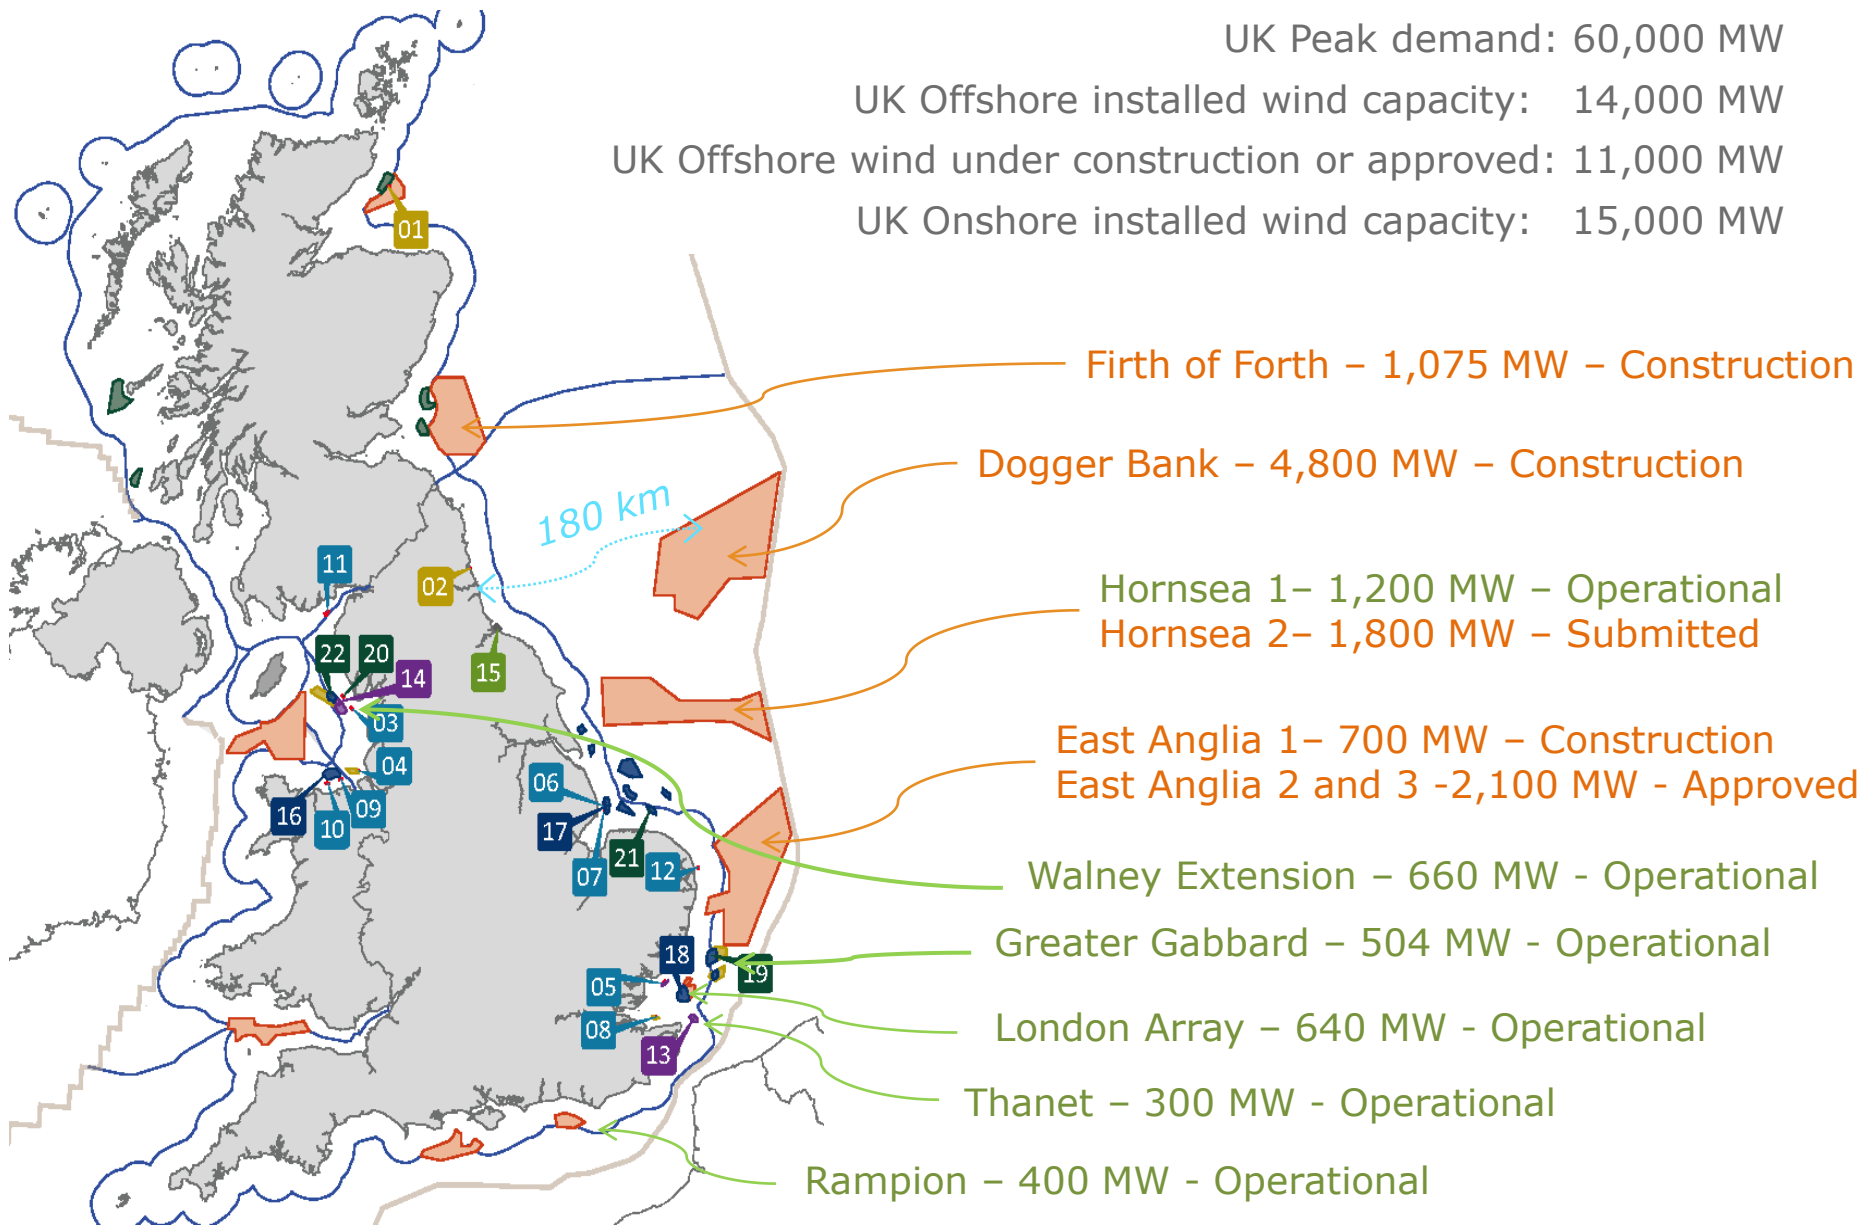 UK Peak demand: 60,000 MW
UK Offshore installed wind capacity: 14,000 MW
UK Offshore wind under construction or approved: 11,000 MW
UK Onshore installed wind capacity: 15,000 MW
01
Firth of Forth – 1,075 MW – Construction
Dogger Bank – 4,800 MW – Construction
180 km
11
02
Hornsea 1– 1,200 MW – Operational
Hornsea 2– 1,800 MW – Submitted
22
20
14
15
03
East Anglia 1– 700 MW – Construction
East Anglia 2 and 3 -2,100 MW - Approved
04
06
09
16
10
17
21
07
12
Walney Extension – 660 MW - Operational
Greater Gabbard – 504 MW - Operational
18
19
05
08
London Array – 640 MW - Operational
13
Thanet – 300 MW - Operational
Rampion – 400 MW - Operational